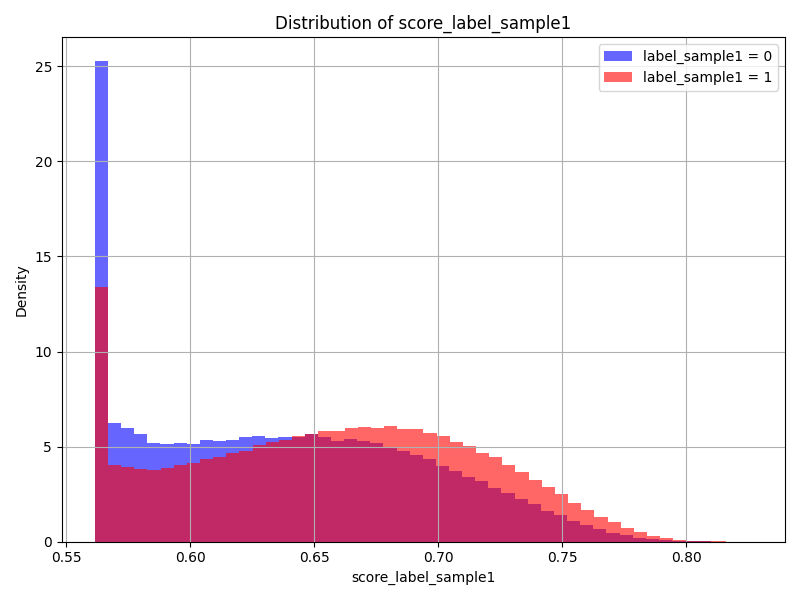 Distribution of score_label_sample1
label_sample1 = 0
label_sample1 = 1
25
20
15
10
5
0
Density
0.55 0.60 0.65 0.70 0.75 0.80
score_label_sample1